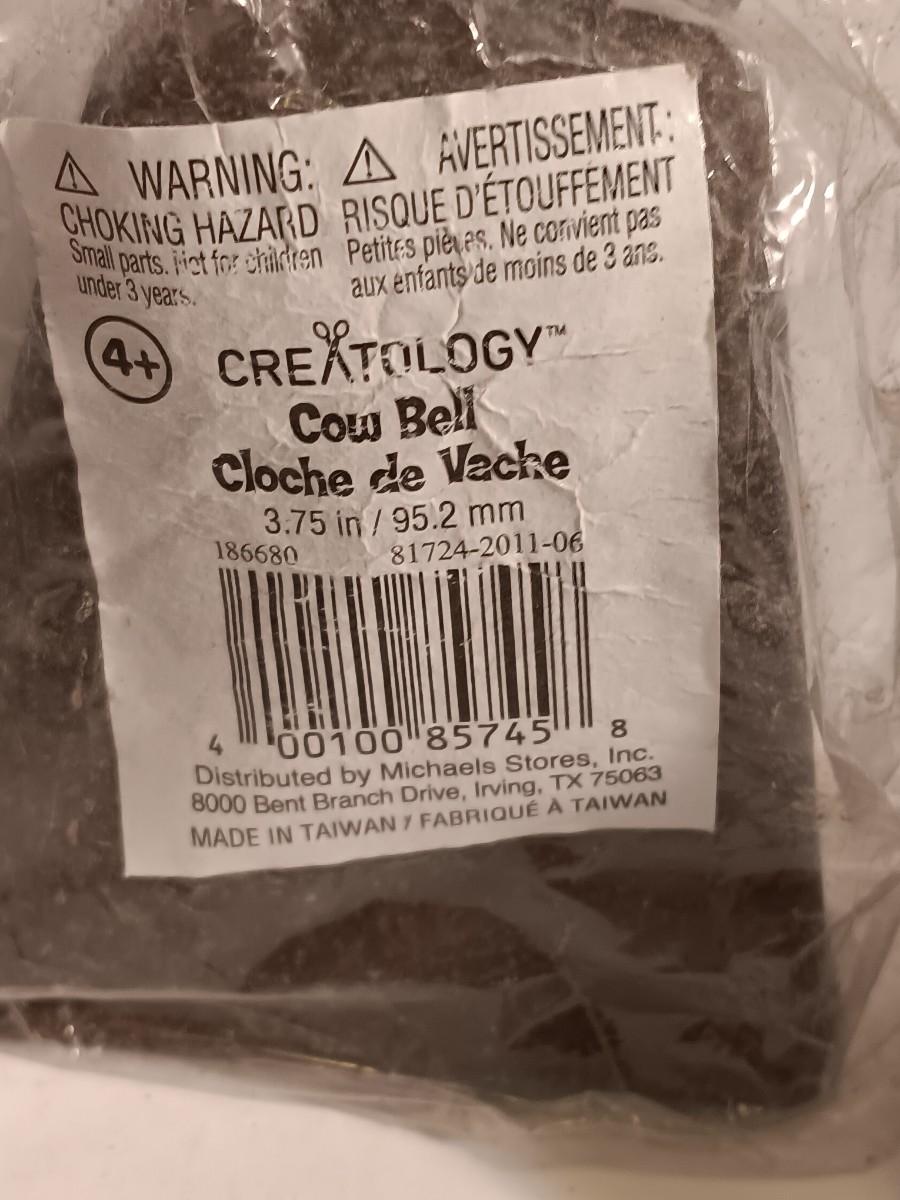 WARNING:
CHOKING HAZARD
Small parts. Not for children
under 3 years.
AVERTISSEMENT:
RISQUE D'ÉTOUFFEMENT
Petites pièces. Ne convient pas
aux enfants de moins de 3 ans.
4+
CREATOLOGY™
Cow Bell
Cloche de Vache
3.75 in / 95.2 mm
186680 81724-2011-06
4 00100 85745 8
Distributed by Michaels Stores, Inc.
8000 Bent Branch Drive, Irving, TX 75063
MADE IN TAIWAN / FABRIQUÉ À TAIWAN